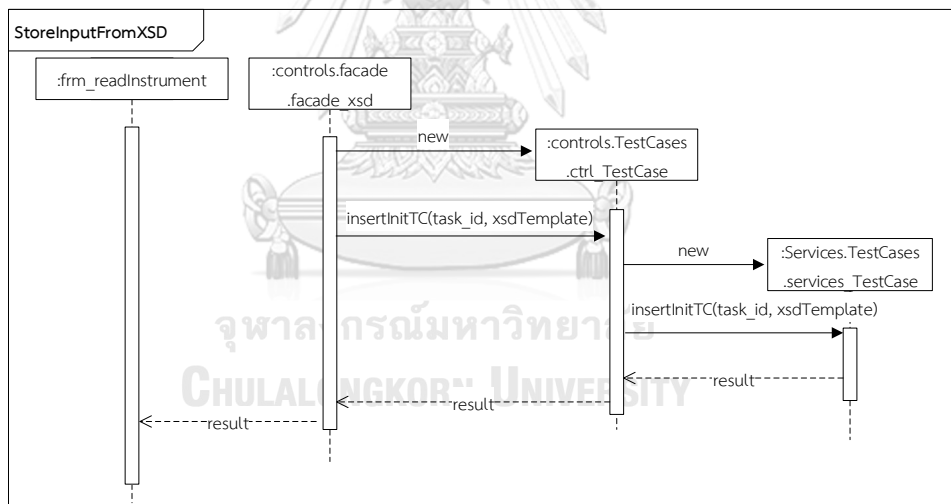 StoreInputFromXSD
:frm_readInstrument
:controls.facade
.facade_xsd
new
:controls.TestCases
.ctrl_TestCase
insertInitTC(task_id, xsdTemplate)
new
:Services.TestCases
.services_TestCase
insertInitTC(task_id, xsdTemplate)
result
result
result
จุฬาลงกรณ์มหาวิทยาลัย
CHULALONGKORN UNIVERSITY